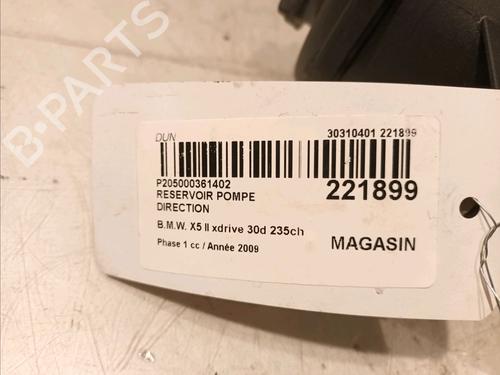 B-PARTS
DUN
30310401 221899
P205000361402
RESERVOIR POMPE
DIRECTION
221899
B.M.W. X5 II xdrive 30d 235ch
Phase 1 cc / Année 2009
MAGASIN